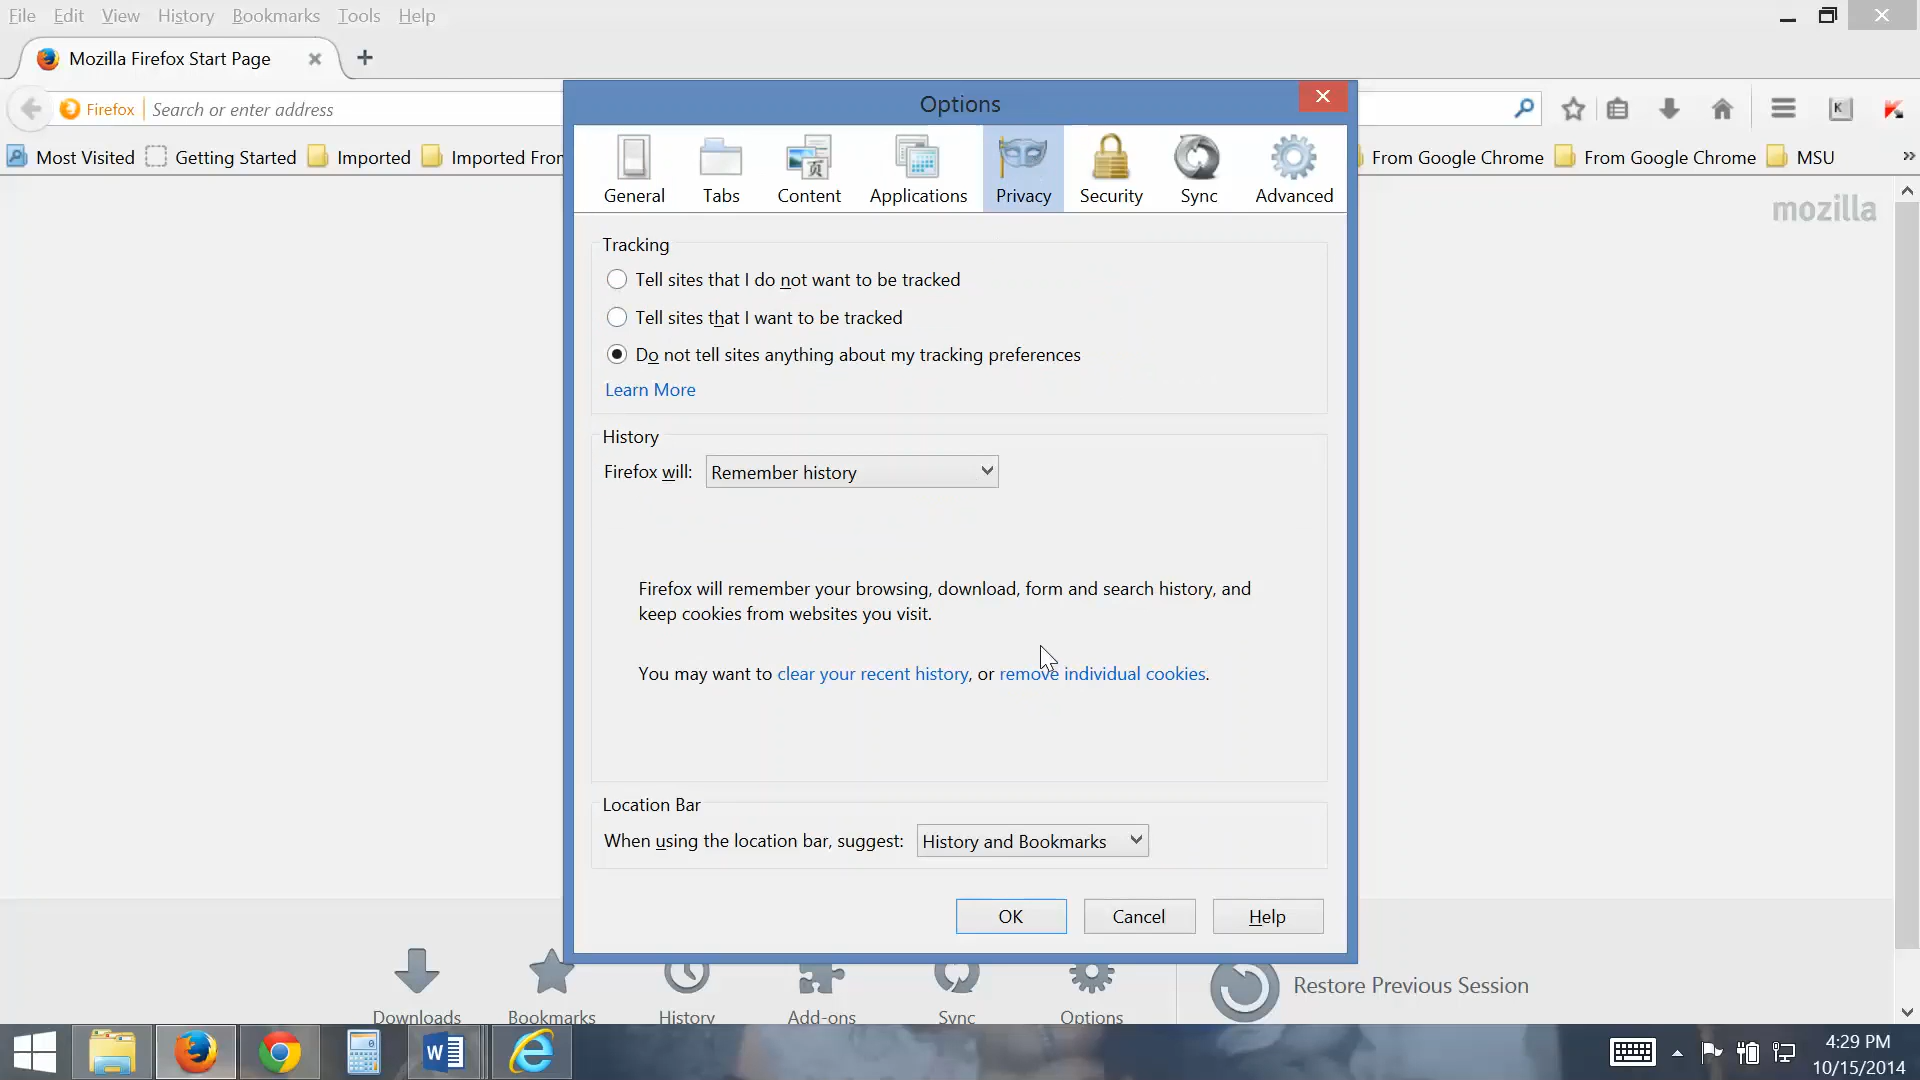 File Edit View History Bookmarks Tools Help
Mozilla Firefox Start Page
Firefox Search or enter address
Most Visited Getting Started Imported Imported From Google Chrome From Google Chrome MSU »
mozilla
Options
General Tabs Content Applications Privacy Security Sync Advanced
Tracking
Tell sites that I do not want to be tracked
Tell sites that I want to be tracked
Do not tell sites anything about my tracking preferences
Learn More
History
Firefox will: Remember history
Firefox will remember your browsing, download, form and search history, and
keep cookies from websites you visit.
You may want to clear your recent history, or remove individual cookies.
Location Bar
When using the location bar, suggest: History and Bookmarks
OK Cancel Help
Downloads Bookmarks History Add-ons Sync Options Restore Previous Session
4:29 PM
10/15/2014